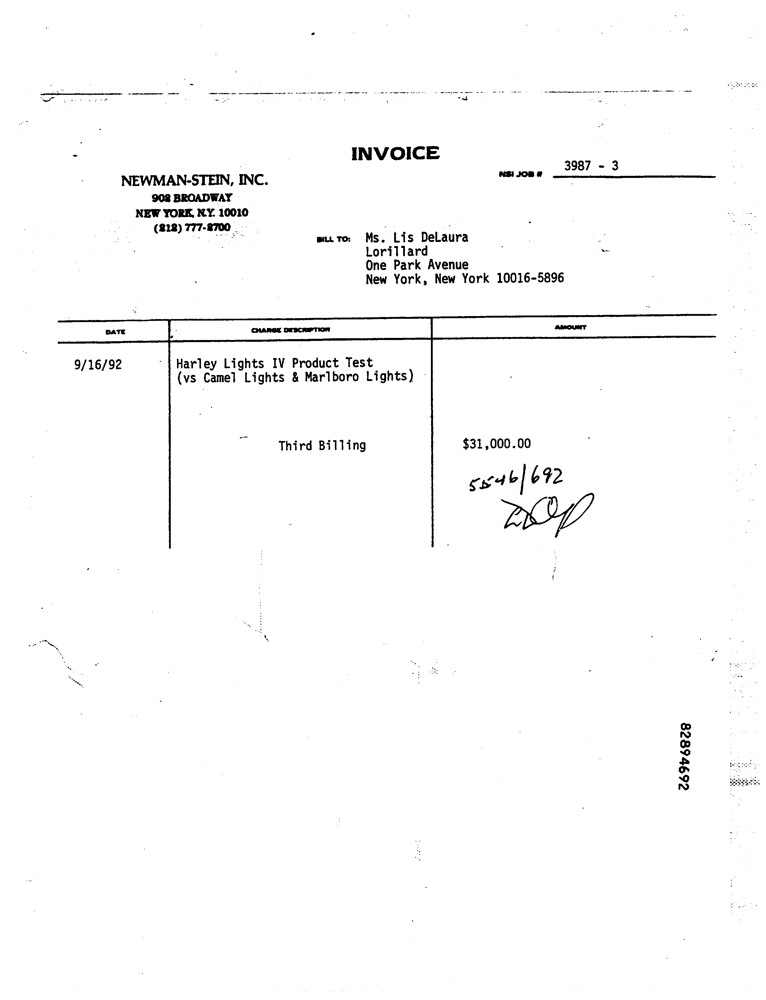 INVOICE
NSI JOB # 3987 - 3
NEWMAN-STEIN, INC.
902 BROADWAY
NEW YORK, N.Y. 10010
(212) 777-2700
BILL TO: Ms. Lis DeLaura
Lorillard
One Park Avenue
New York, New York 10016-5896
DATE CHARGE DESCRIPTION AMOUNT
9/16/92 Harley Lights IV Product Test
(vs Camel Lights & Marlboro Lights)
Third Billing $31,000.00
5546/692
82894692